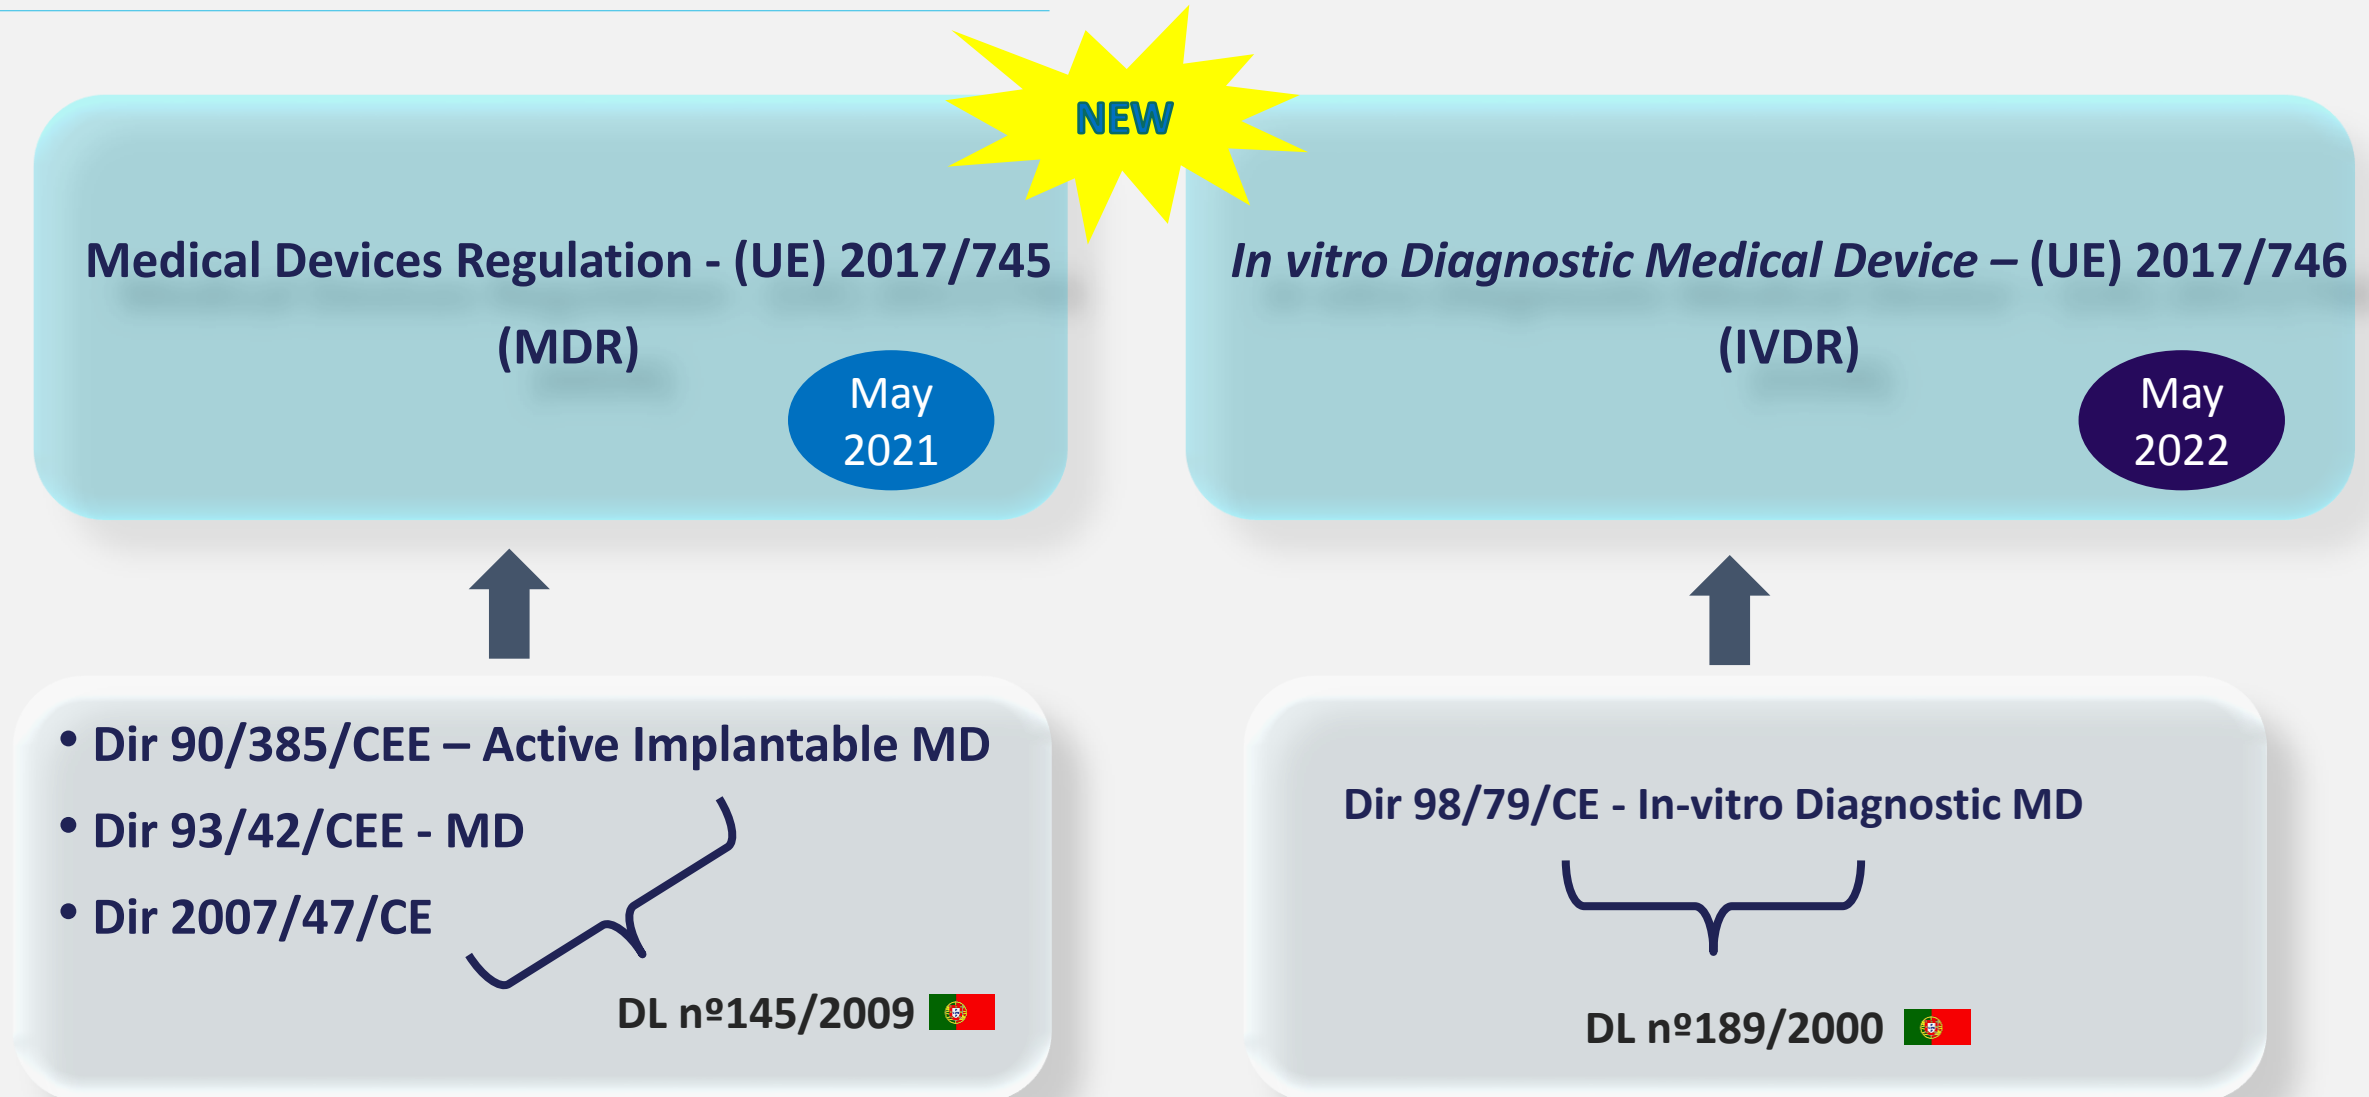 NEW
Medical Devices Regulation - (UE) 2017/745
(MDR)
May
2021
In vitro Diagnostic Medical Device – (UE) 2017/746
(IVDR)
May
2022
• Dir 90/385/CEE – Active Implantable MD
• Dir 93/42/CEE - MD
• Dir 2007/47/CE
DL nº145/2009
Dir 98/79/CE - In-vitro Diagnostic MD
DL nº189/2000